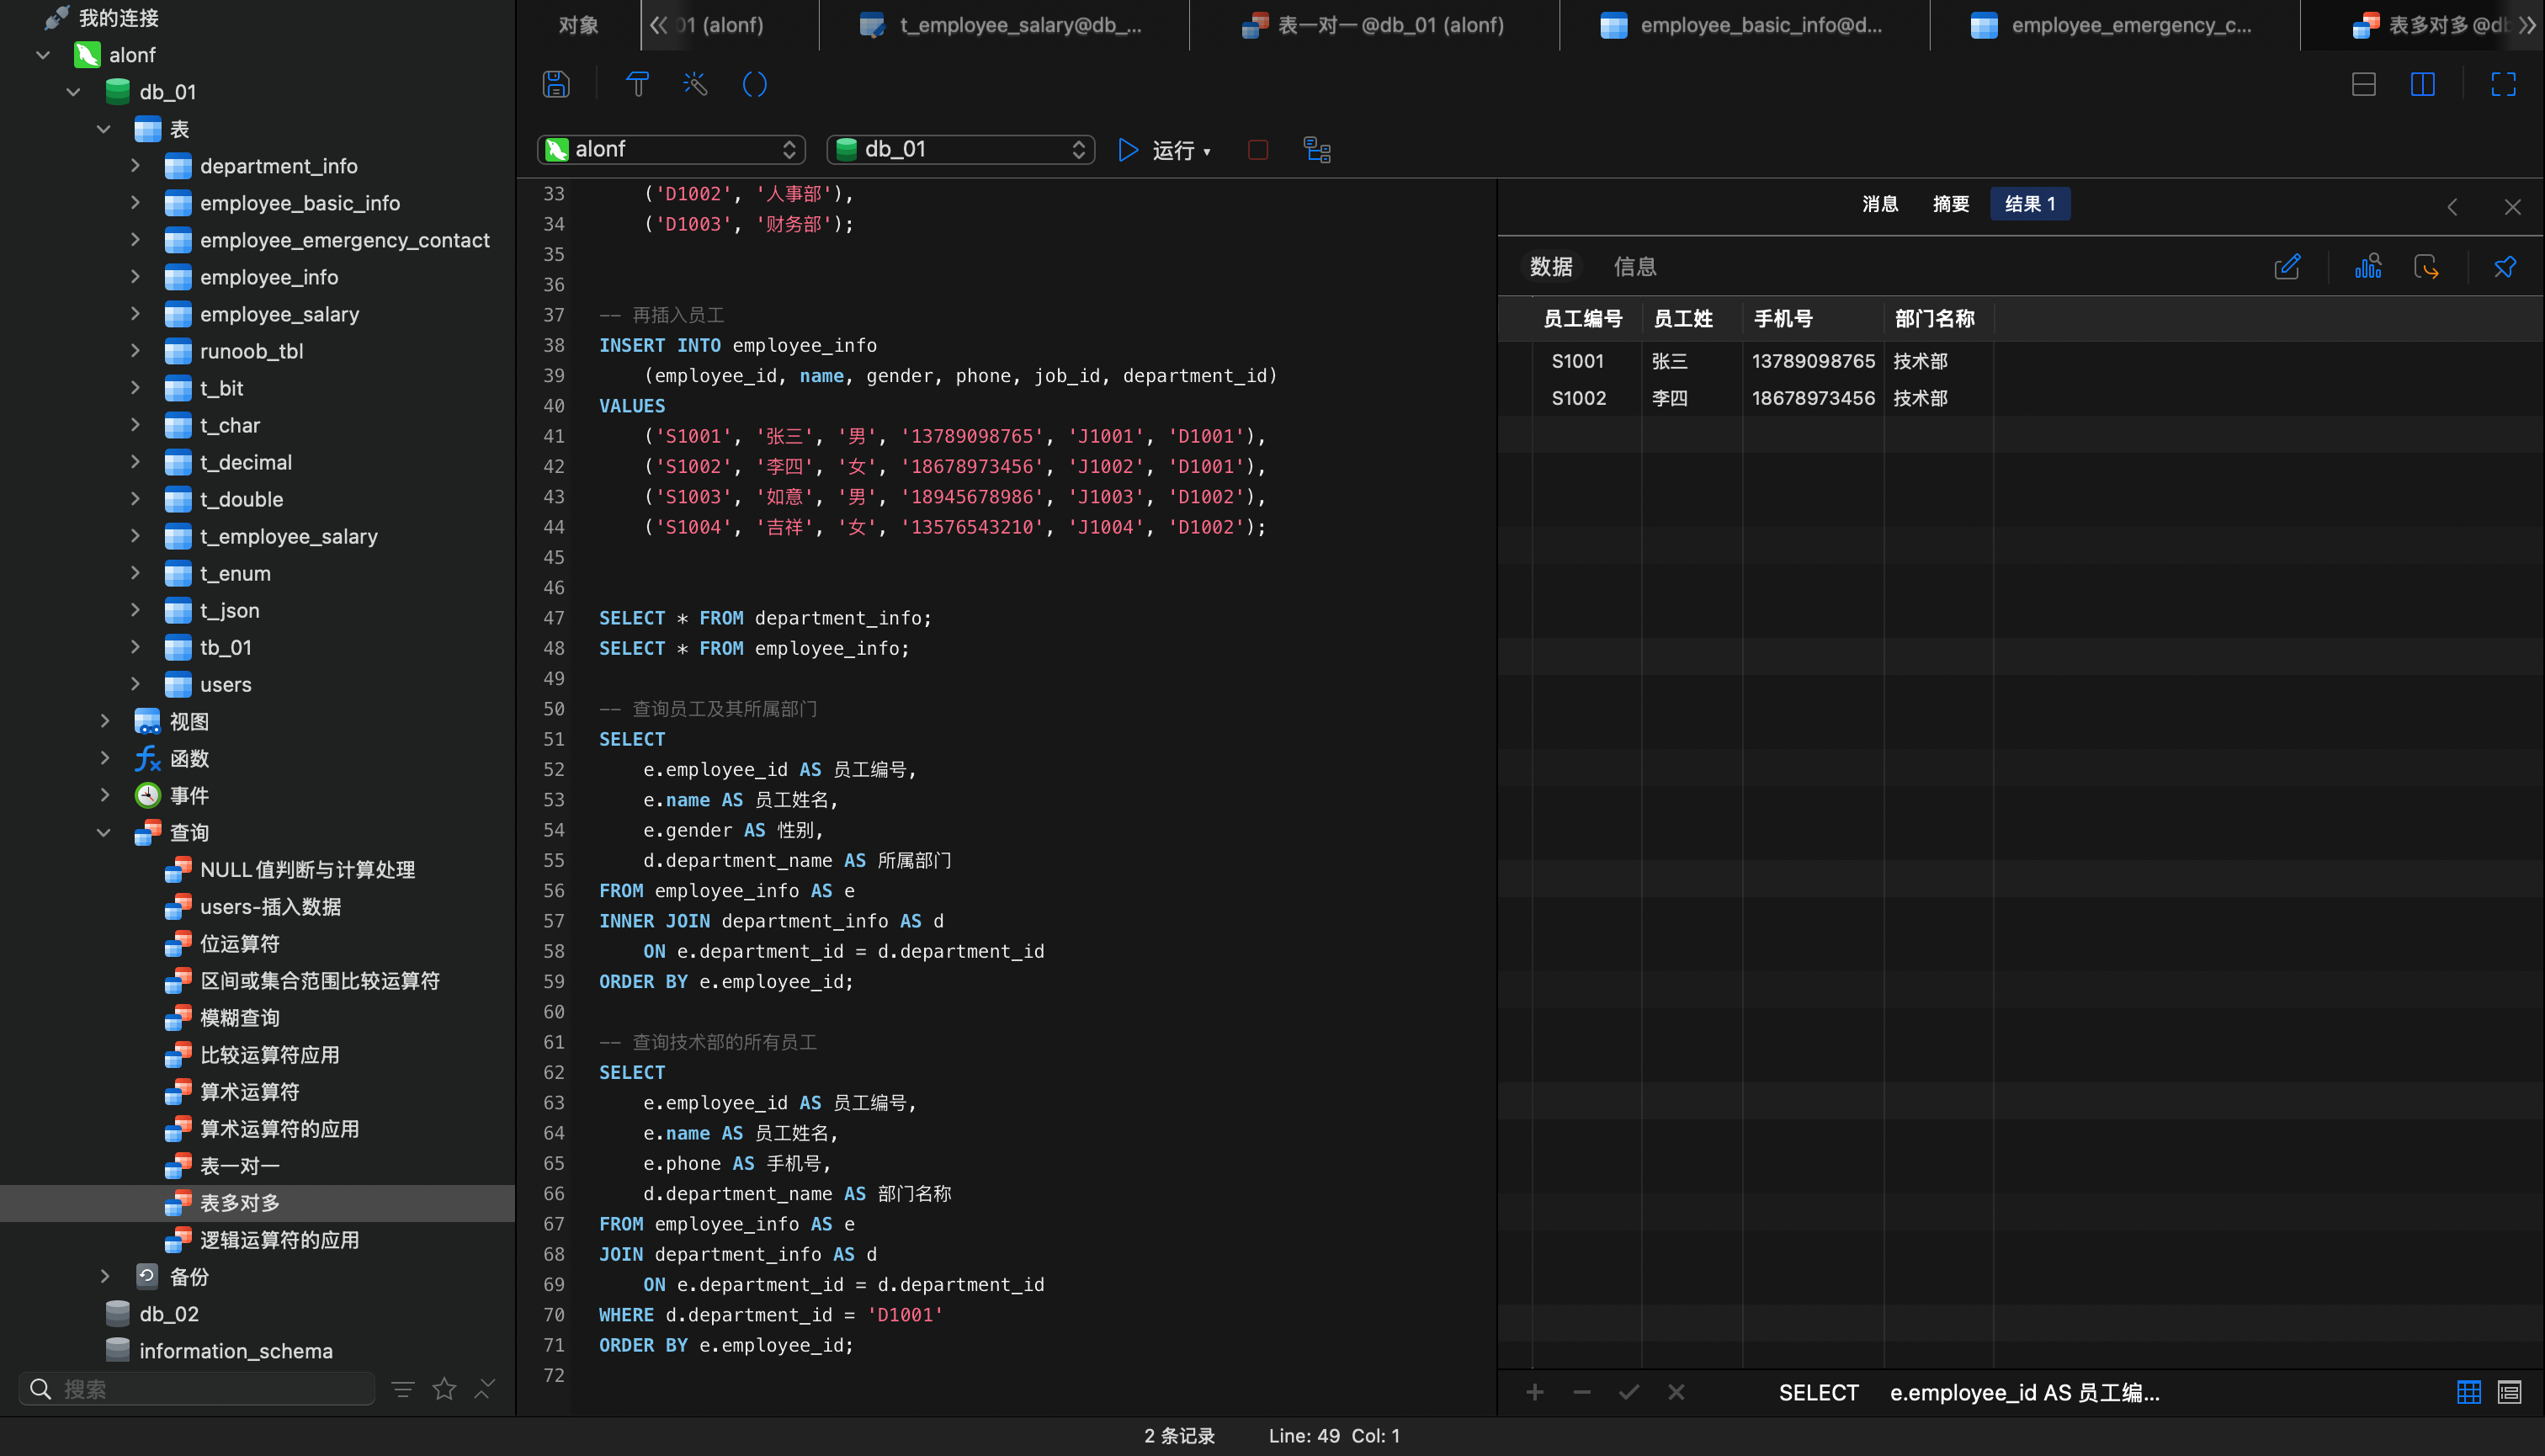 我的连接
alonf
db_01
表
department_info
employee_basic_info
employee_emergency_contact
employee_info
employee_salary
runoob_tbl
t_bit
t_char
t_decimal
t_double
t_employee_salary
t_enum
t_json
tb_01
users
视图
函数
事件
查询
NULL值判断与计算处理
users-插入数据
位运算符
区间或集合范围比较运算符
模糊查询
比较运算符应用
算术运算符
算术运算符的应用
表一对一
表多对多
逻辑运算符的应用
备份
db_02
information_schema
搜索
对象 01 (alonf) t_employee_salary@db_... 表一对一@db_01 (alonf) employee_basic_info@d... employee_emergency_c... 表多对多@db
alonf db_01 运行
33 ('D1002', '人事部'),
34 ('D1003', '财务部');
35
36
37 -- 再插入员工
38 INSERT INTO employee_info
39 (employee_id, name, gender, phone, job_id, department_id)
40 VALUES
41 ('S1001', '张三', '男', '13789098765', 'J1001', 'D1001'),
42 ('S1002', '李四', '女', '18678973456', 'J1002', 'D1001'),
43 ('S1003', '如意', '男', '18945678986', 'J1003', 'D1002'),
44 ('S1004', '吉祥', '女', '13576543210', 'J1004', 'D1002');
45
46
47 SELECT * FROM department_info;
48 SELECT * FROM employee_info;
49
50 -- 查询员工及其所属部门
51 SELECT
52 e.employee_id AS 员工编号,
53 e.name AS 员工姓名,
54 e.gender AS 性别,
55 d.department_name AS 所属部门
56 FROM employee_info AS e
57 INNER JOIN department_info AS d
58 ON e.department_id = d.department_id
59 ORDER BY e.employee_id;
60
61 -- 查询技术部的所有员工
62 SELECT
63 e.employee_id AS 员工编号,
64 e.name AS 员工姓名,
65 e.phone AS 手机号,
66 d.department_name AS 部门名称
67 FROM employee_info AS e
68 JOIN department_info AS d
69 ON e.department_id = d.department_id
70 WHERE d.department_id = 'D1001'
71 ORDER BY e.employee_id;
72
消息 摘要 结果 1
数据 信息
员工编号 员工姓 手机号 部门名称
S1001 张三 13789098765 技术部
S1002 李四 18678973456 技术部
SELECT e.employee_id AS 员工编...
2 条记录 Line: 49 Col: 1